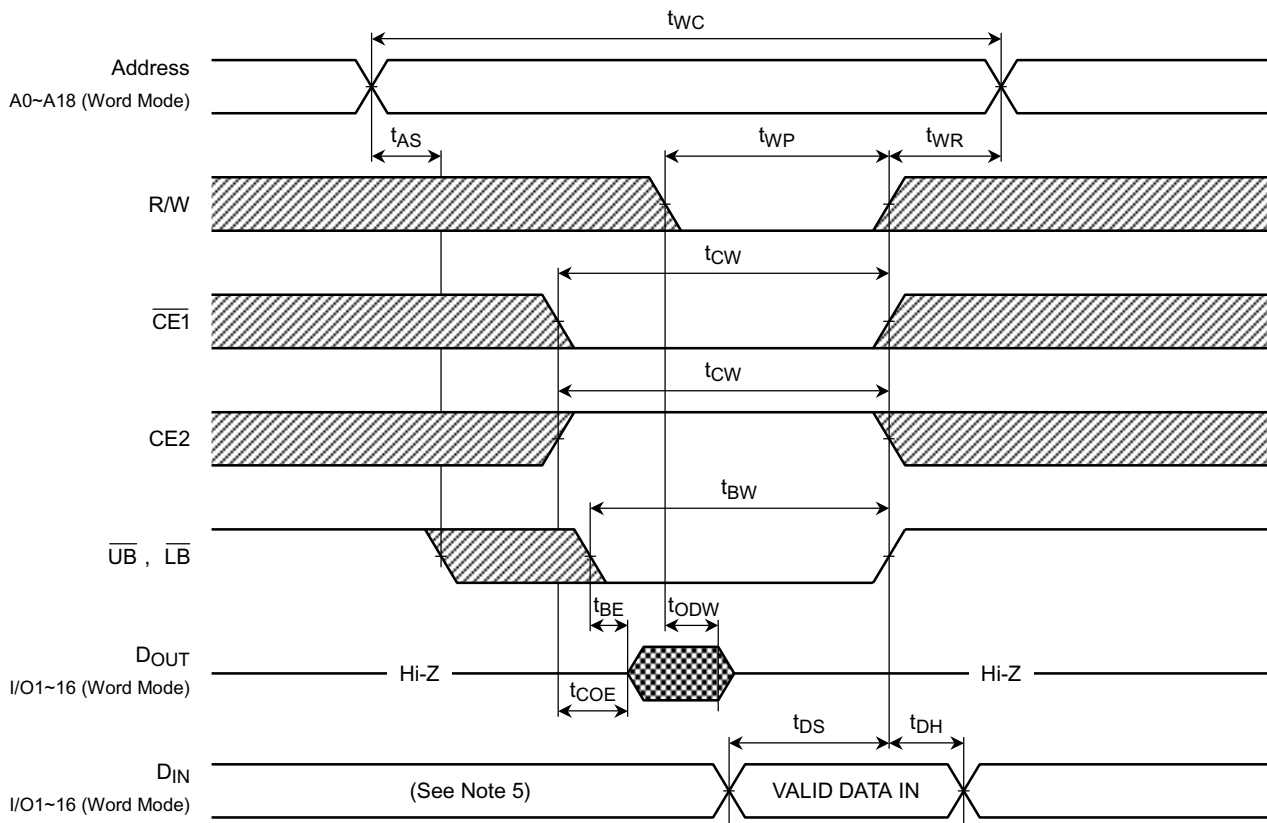 tWC
Address
A0~A18 (Word Mode)
tAS
tWP
tWR
R/W
tCW
CE1
tCW
CE2
tBW
UB , LB
tBE
tODW
DOUT
I/O1~16 (Word Mode)
Hi-Z
Hi-Z
tCOE
tDS
tDH
DIN
I/O1~16 (Word Mode)
(See Note 5)
VALID DATA IN